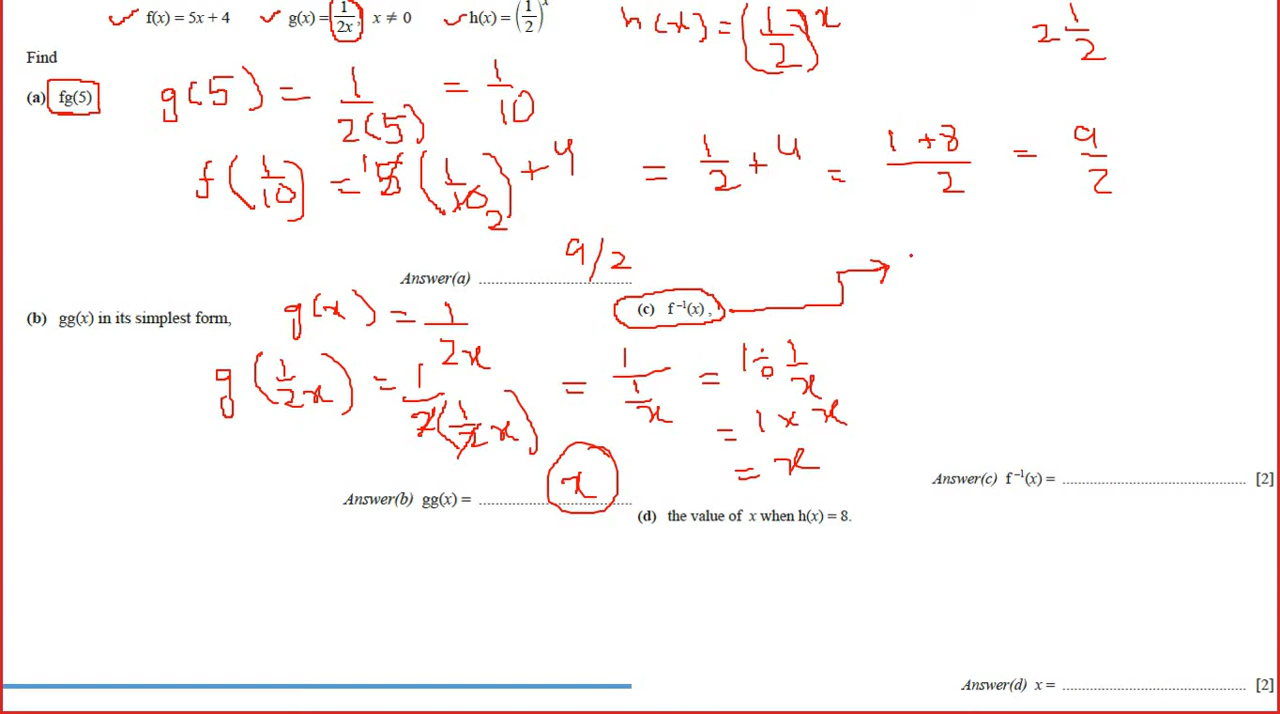 f(x) = 5x + 4 g(x) = 1/2x, x ≠ 0 h(x) = (1/2)^x h(x) = (1/2)^x 2 1/2
Find
(a) fg(5) g(5) = 1/2(5) = 1/10
f(1/10) = 5(1/10) + 4 = 1/2 + 4 = 1+8/2 = 9/2
Answer(a) 9/2
(b) gg(x) in its simplest form, g(x) = 1/2x
(c) f⁻¹(x),
g(1/2x) = 1/2(1/2x) = 1/1/x = 1 ÷ 1/x
= 1 × x
= x
Answer(b) gg(x) = x
Answer(c) f⁻¹(x) = [2]
(d) the value of x when h(x) = 8.
Answer(d) x = [2]